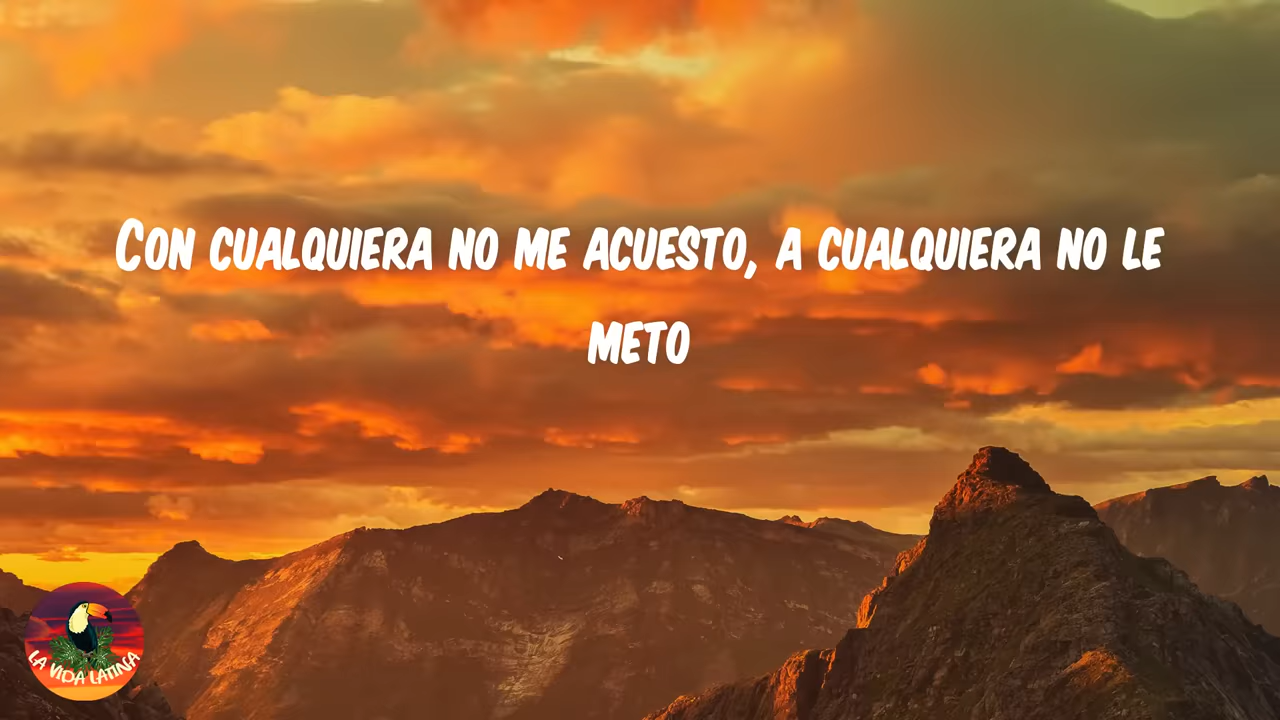 Con cualquiera no me acuesto, a cualquiera no le
meto
LA VIDA LATINA